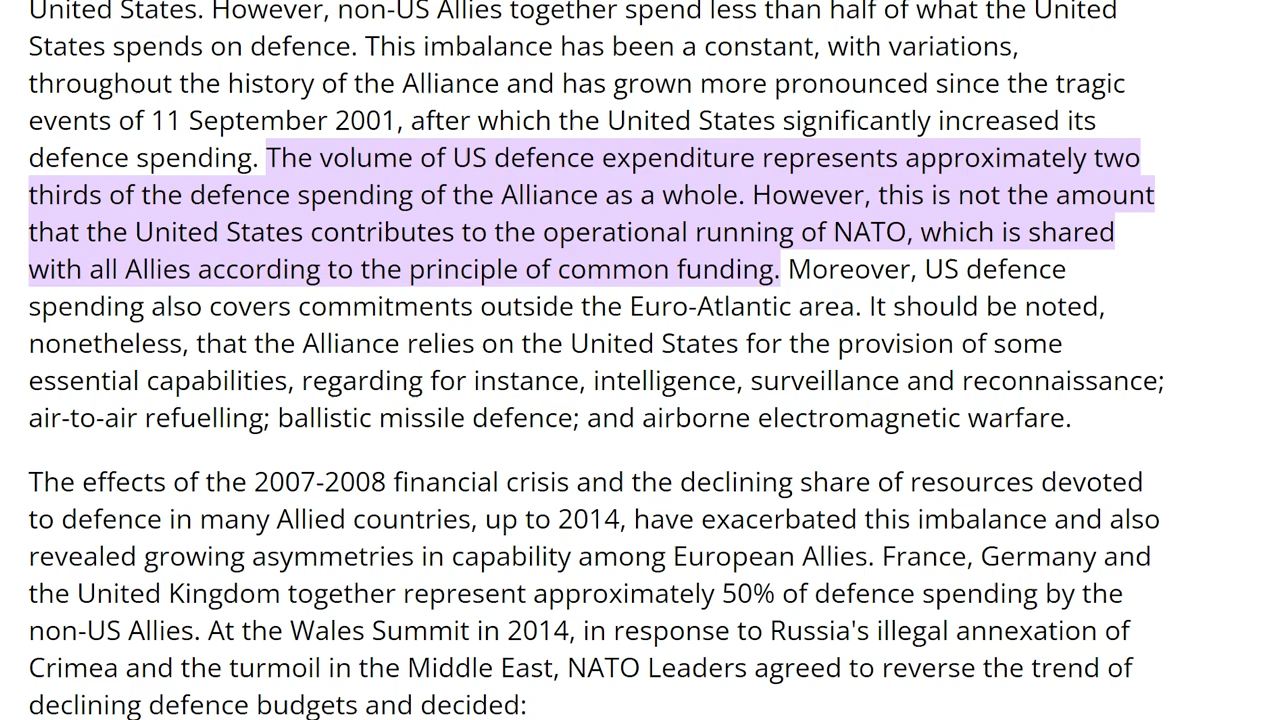 United States. However, non-US Allies together spend less than half of what the United
States spends on defence. This imbalance has been a constant, with variations,
throughout the history of the Alliance and has grown more pronounced since the tragic
events of 11 September 2001, after which the United States significantly increased its
defence spending. The volume of US defence expenditure represents approximately two
thirds of the defence spending of the Alliance as a whole. However, this is not the amount
that the United States contributes to the operational running of NATO, which is shared
with all Allies according to the principle of common funding. Moreover, US defence
spending also covers commitments outside the Euro-Atlantic area. It should be noted,
nonetheless, that the Alliance relies on the United States for the provision of some
essential capabilities, regarding for instance, intelligence, surveillance and reconnaissance;
air-to-air refuelling; ballistic missile defence; and airborne electromagnetic warfare.
The effects of the 2007-2008 financial crisis and the declining share of resources devoted
to defence in many Allied countries, up to 2014, have exacerbated this imbalance and also
revealed growing asymmetries in capability among European Allies. France, Germany and
the United Kingdom together represent approximately 50% of defence spending by the
non-US Allies. At the Wales Summit in 2014, in response to Russia's illegal annexation of
Crimea and the turmoil in the Middle East, NATO Leaders agreed to reverse the trend of
declining defence budgets and decided: